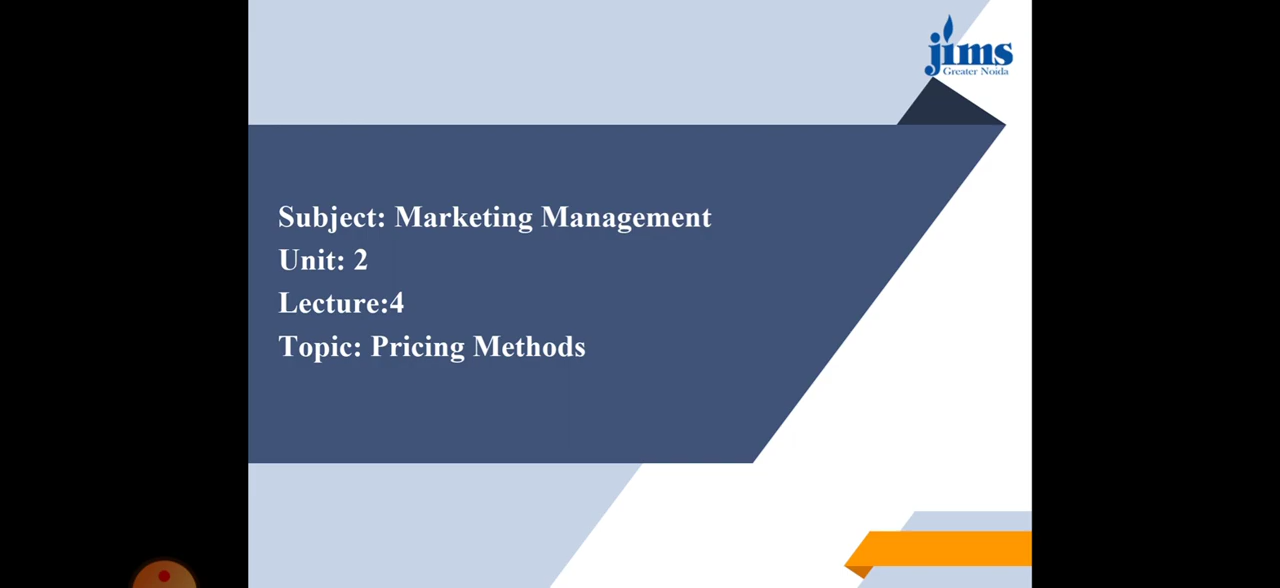 jims
Greater Noida
Subject: Marketing Management
Unit: 2
Lecture:4
Topic: Pricing Methods